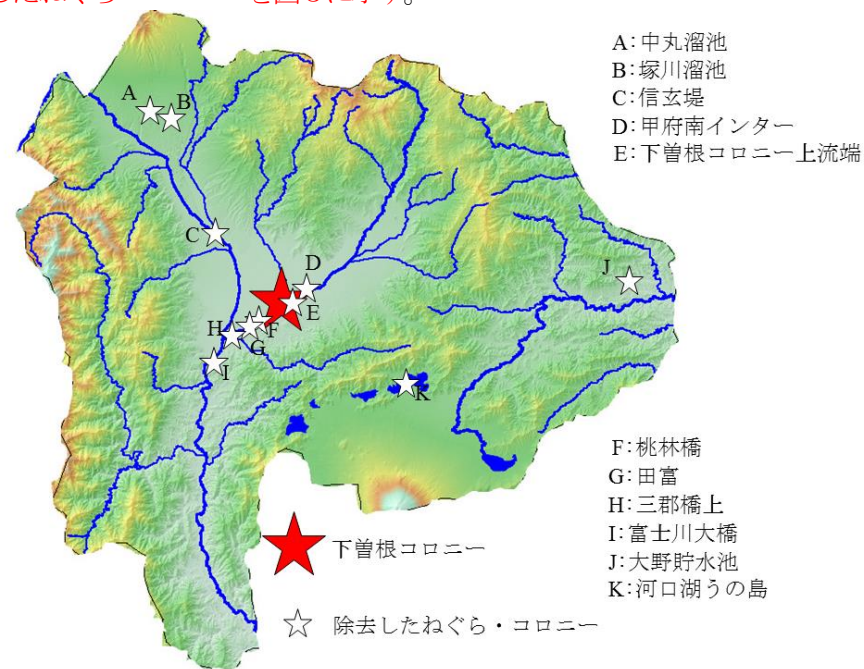 A:中丸溜池
B:塚川溜池
C:信玄堤
D:甲府南インター
E:下曽根コロニー上流端
A
B
C
D
E
F
G
H
I
J
K
F:桃林橋
G:田富
H:三郡橋上
I:富士川大橋
J:大野貯水池
K:河口湖うの島
下曽根コロニー
除去したねぐら・コロニー